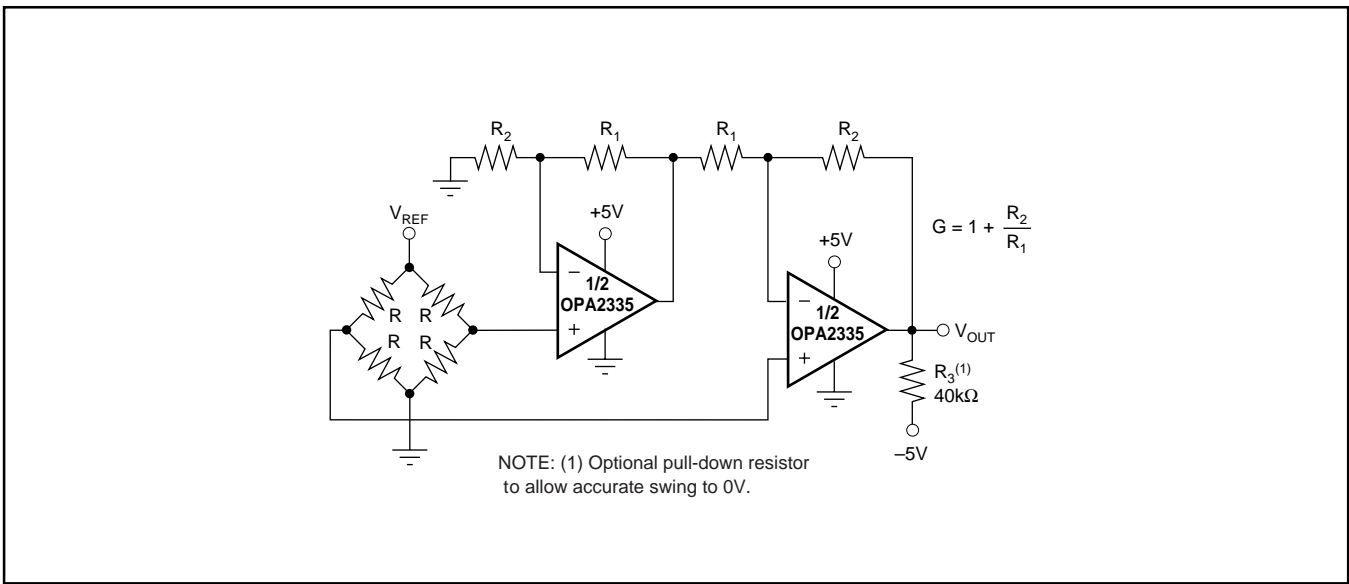 R2
R1
R1
R2
VREF
+5V
+5V
G = 1 + R2
R1
−
1/2
OPA2335
+
−
1/2
OPA2335
+
R R
R R
VOUT
R3(1)
40kΩ
–5V
NOTE: (1) Optional pull-down resistor
to allow accurate swing to 0V.